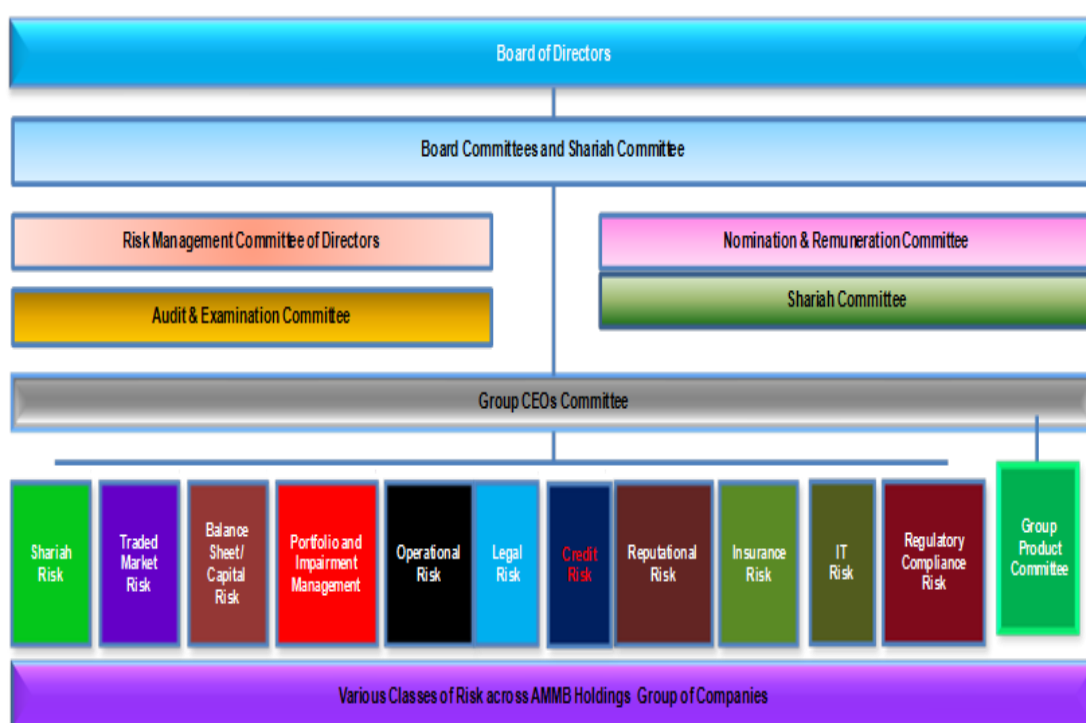 Board of Directors
Board Committees and Shariah Committee
Risk Management Committee of Directors
Nomination & Remuneration Committee
Audit & Examination Committee
Shariah Committee
Group CEOs Committee
Shariah
Risk
Traded
Market
Risk
Balance
Sheet/
Capital
Risk
Portfolio and
Impairment
Management
Operational
Risk
Legal
Risk
Credit
Risk
Reputational
Risk
Insurance
Risk
IT
Risk
Regulatory
Compliance
Risk
Group
Product
Committee
Various Classes of Risk across AMMB Holdings Group of Companies